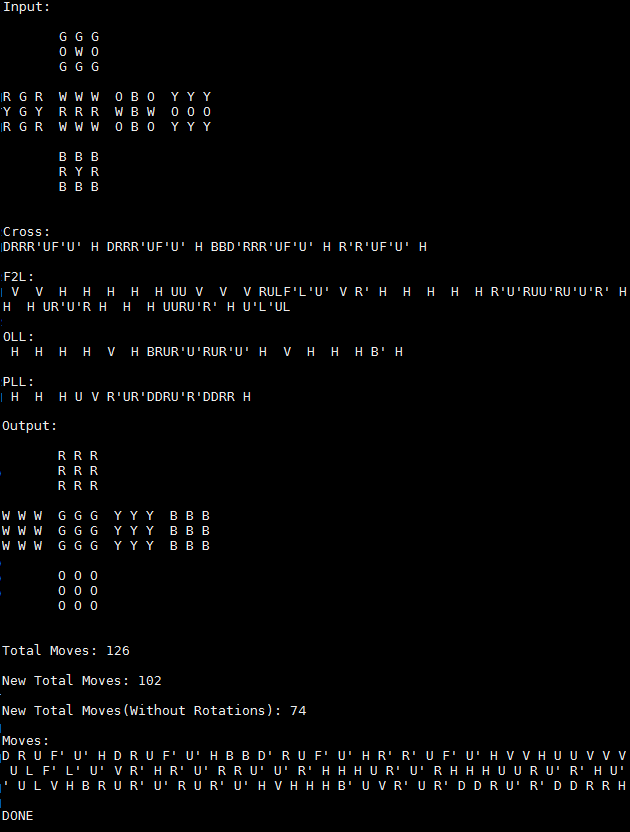 Input:
G G G
O W O
G G G
R G R  W W W  O B O  Y Y Y
Y G Y  R R R  W B W  O O O
R G R  W W W  O B O  Y Y Y
B B B
R Y R
B B B
Cross:
DRRR'UF'U' H DRRR'UF'U' H BBD'RRR'UF'U' H R'R'UF'U' H
F2L:
V  V  H  H  H  H  H UU V  V  V RULF'L'U' V R' H  H  H  H  H R'U'RUU'RU'U'R' H
H  H UR'U'R H  H  H UURU'R' H U'L'UL
OLL:
H  H  H  H  V  H BRUR'U'RUR'U' H  V  H  H  H B' H
PLL:
H  H  H U V R'UR'DDRU'R'DDRR H
Output:
R R R
R R R
R R R
W W W  G G G  Y Y Y  B B B
W W W  G G G  Y Y Y  B B B
W W W  G G G  Y Y Y  B B B
O O O
O O O
O O O
Total Moves: 126
New Total Moves: 102
New Total Moves(Without Rotations): 74
Moves:
D R U F' U' H D R U F' U' H B B D' R U F' U' H R' R' U F' U' H V V H U U V V V
U L F' L' U' V R' H R' U' R R U' U' R' H H H U R' U' R H H H U U R U' R' H U'
' U L V H B R U R' U' R U R' U' H V H H H B' U V R' U R' D D R U' R' D D R R H
DONE